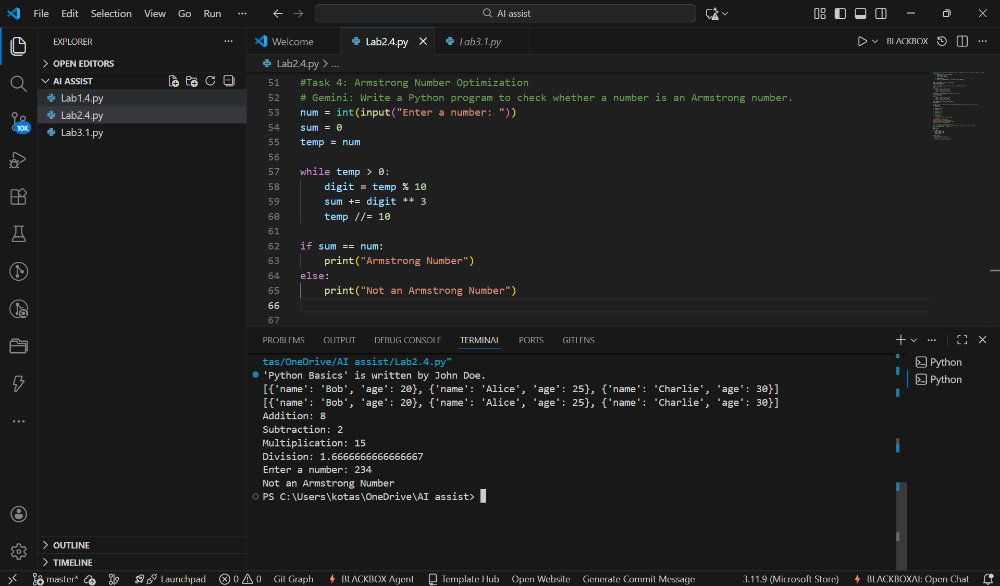 File Edit Selection View Go Run ··· AI assist
EXPLORER ···
OPEN EDITORS
AI ASSIST
Lab1.4.py
Lab2.4.py
Lab3.1.py
OUTLINE
TIMELINE
10K
Welcome Lab2.4.py Lab3.1.py BLACKBOX ···
Lab2.4.py > ...
51 #Task 4: Armstrong Number Optimization
52 # Gemini: Write a Python program to check whether a number is an Armstrong number.
53 num = int(input("Enter a number: "))
54 sum = 0
55 temp = num
56
57 while temp > 0:
58     digit = temp % 10
59     sum += digit ** 3
60     temp //= 10
61
62 if sum == num:
63     print("Armstrong Number")
64 else:
65     print("Not an Armstrong Number")
66
67
PROBLEMS OUTPUT DEBUG CONSOLE TERMINAL PORTS GITLENS ···
tas/OneDrive/AI assist/Lab2.4.py"
'Python Basics' is written by John Doe.
[{'name': 'Bob', 'age': 20}, {'name': 'Alice', 'age': 25}, {'name': 'Charlie', 'age': 30}]
[{'name': 'Bob', 'age': 20}, {'name': 'Alice', 'age': 25}, {'name': 'Charlie', 'age': 30}]
Addition: 8
Subtraction: 2
Multiplication: 15
Division: 1.6666666666666667
Enter a number: 234
Not an Armstrong Number
PS C:\Users\kotas\OneDrive\AI assist>
Python
Python
master* Launchpad 0 0 Git Graph BLACKBOX Agent Template Hub Open Website Generate Commit Message 3.11.9 (Microsoft Store) BLACKBOXAI: Open Chat